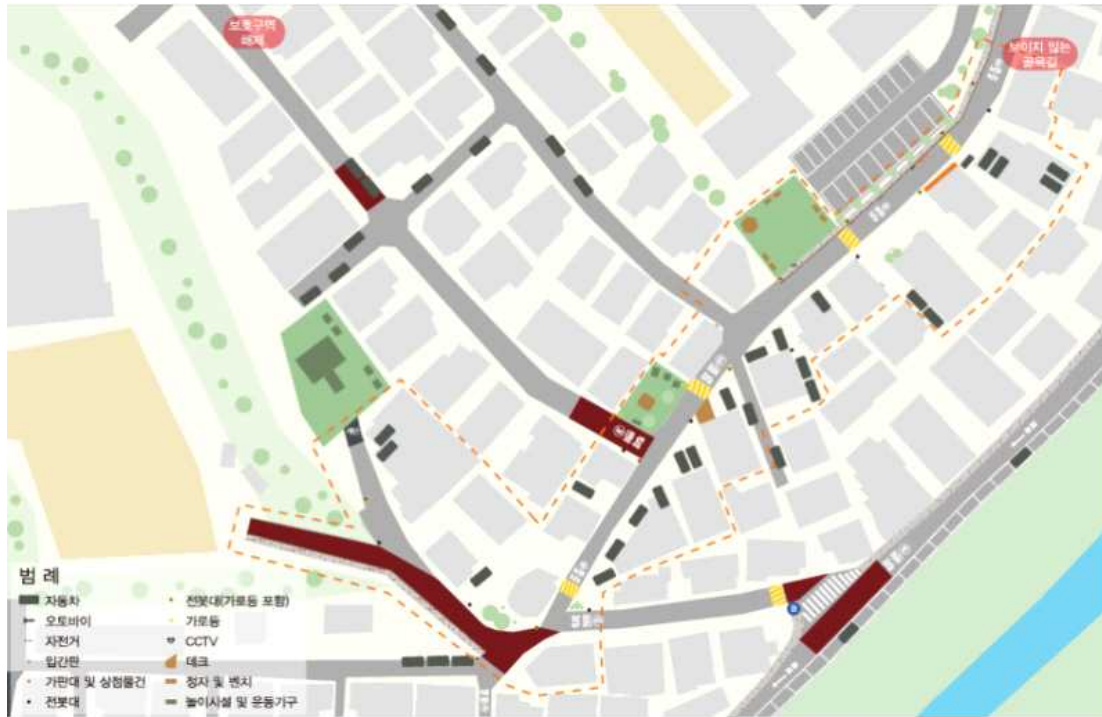 보호구역
해제
보이지 않는
골목길
범 례
자동차
오토바이
자전거
입간판
가판대 및 상점물건
전봇대
전봇대(가로등 포함)
가로등
CCTV
데크
정자 및 벤치
놀이시설 및 운동기구